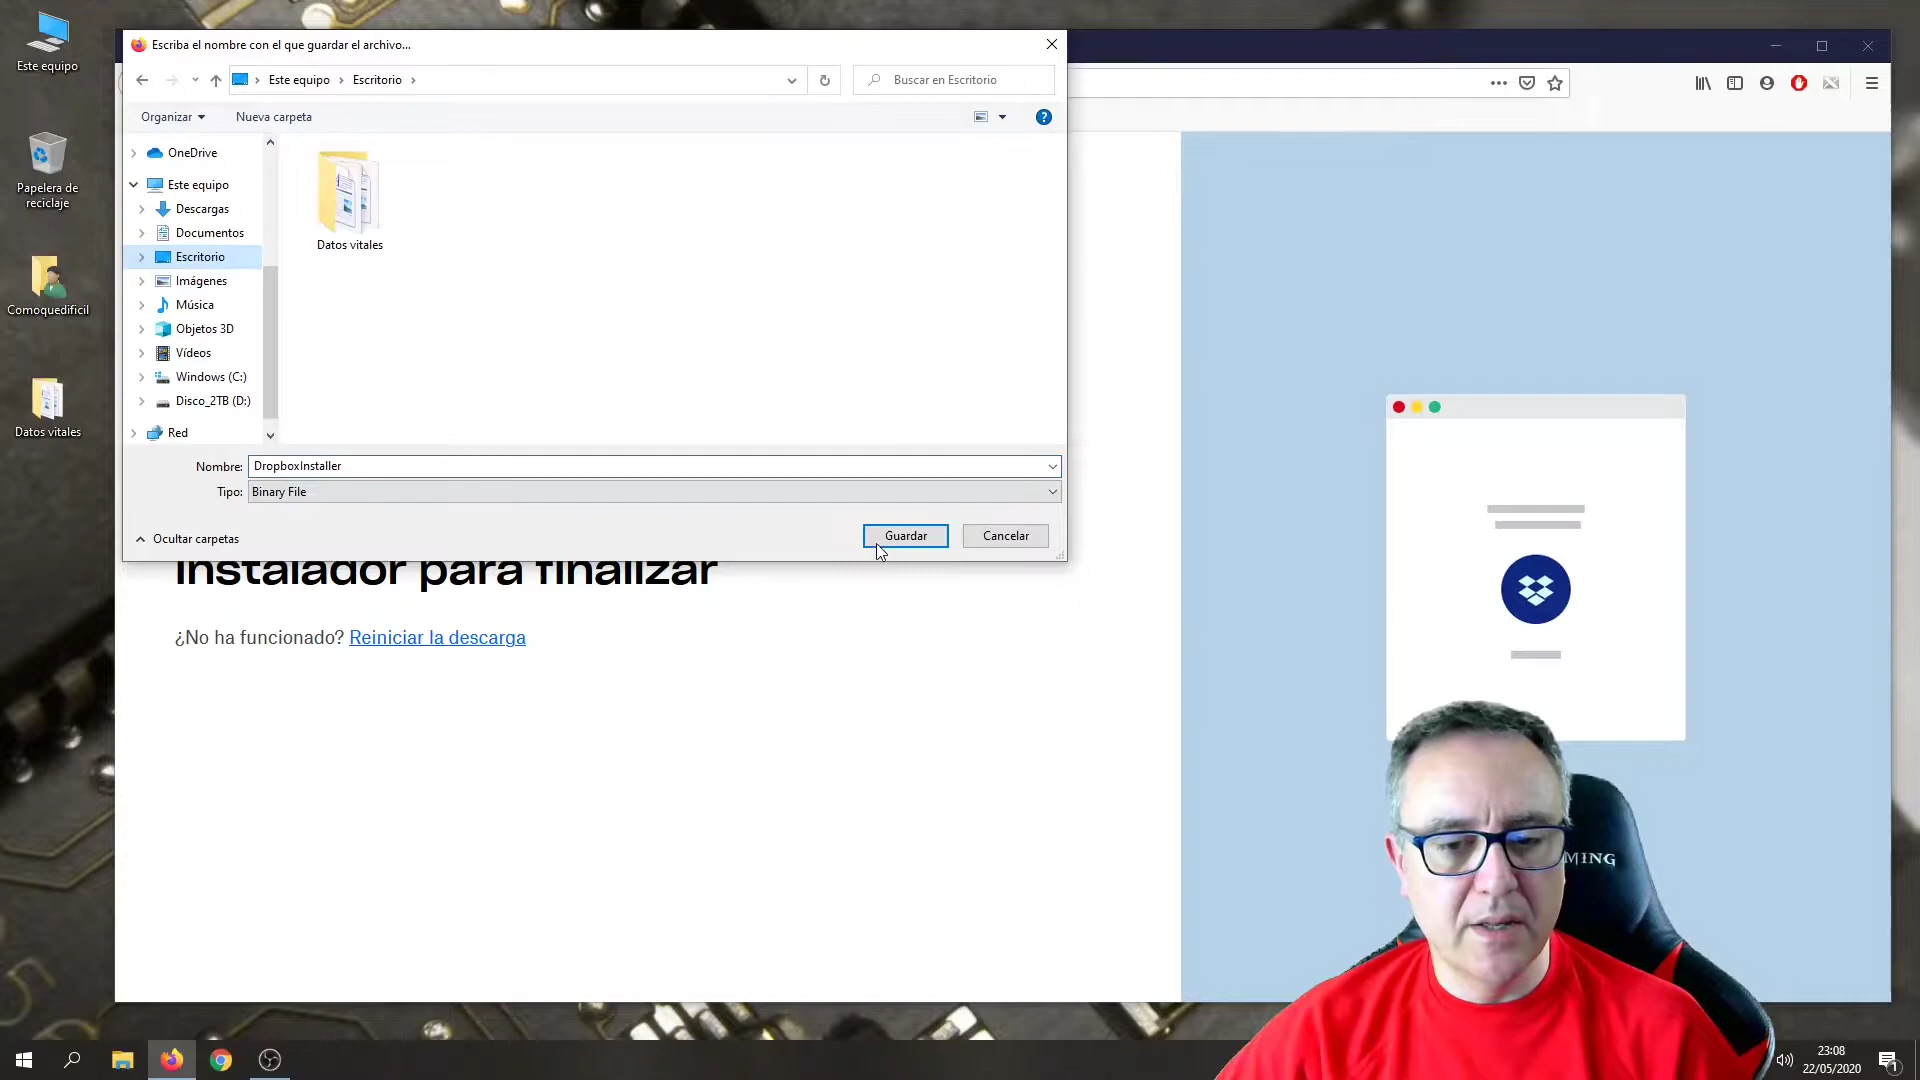 Este equipo
Papelera de
reciclaje
Comoquedificil
Datos vitales
Escriba el nombre con el que guardar el archivo...
Este equipo
Escritorio
Buscar en Escritorio
Organizar
Nueva carpeta
OneDrive
Este equipo
Descargas
Documentos
Escritorio
Imágenes
Música
Objetos 3D
Vídeos
Windows (C:)
Disco_2TB (D:)
Red
Datos vitales
Nombre:
DropboxInstaller
Tipo:
Binary File
Ocultar carpetas
Guardar
Cancelar
instalador para finalizar
¿No ha funcionado? Reiniciar la descarga
MING
23:08
22/05/2020
1